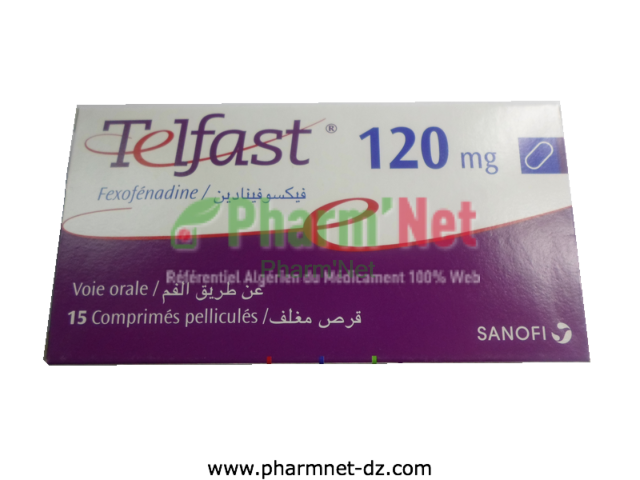 Telfast® 120 mg
Fexofénadine / فيكسوفينادين
Pharm'Net
Référentiel Algérien du Médicament 100% Web
Pharm'Net
Voie orale / عن طريق الفم
15 Comprimés pelliculés / قرص مغلف
SANOFI
www.pharmnet-dz.com